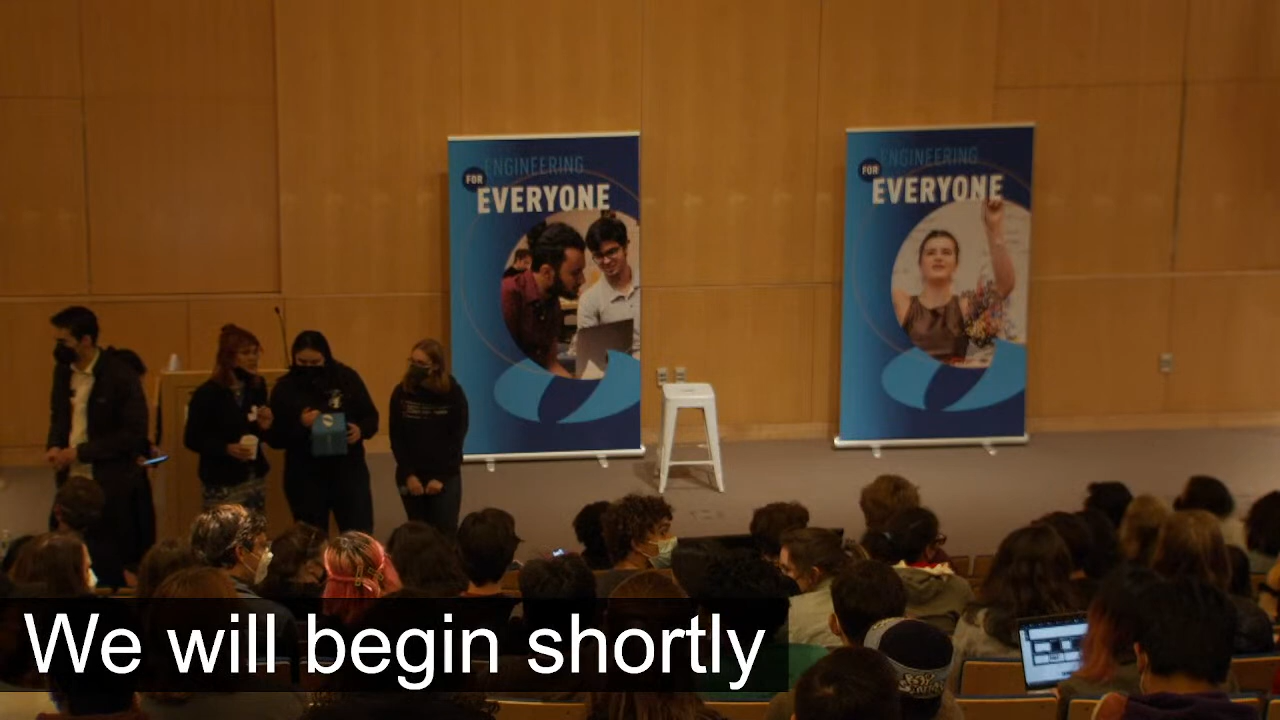 ENGINEERING
FOR
EVERYONE
ENGINEERING
FOR
EVERYONE
We will begin shortly